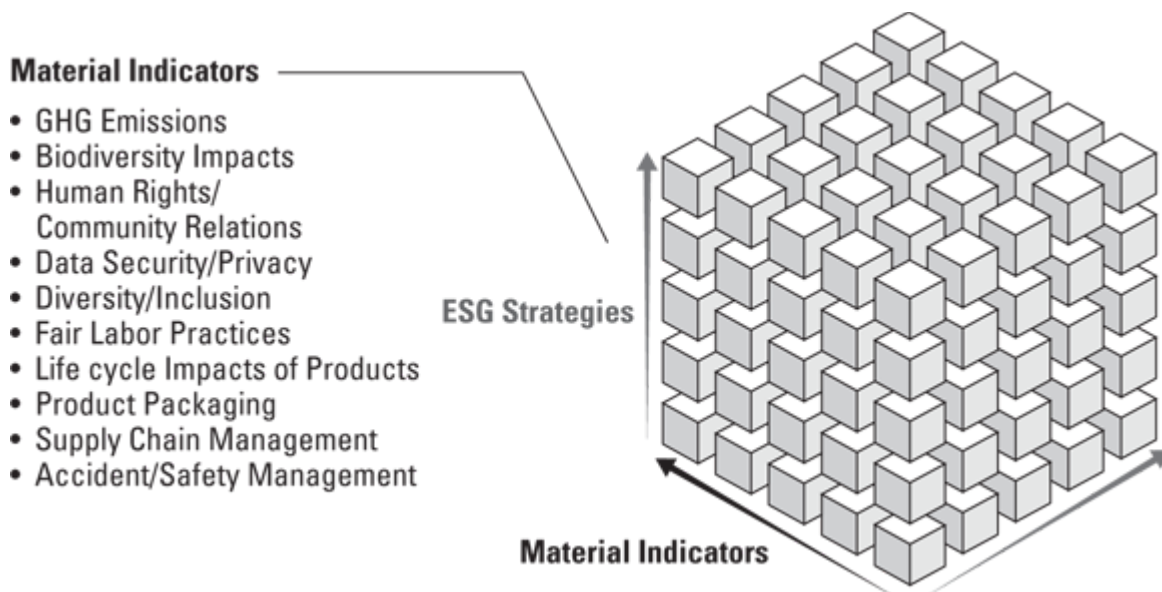 Material Indicators
• GHG Emissions
• Biodiversity Impacts
• Human Rights/
Community Relations
• Data Security/Privacy
• Diversity/Inclusion
• Fair Labor Practices
• Life cycle Impacts of Products
• Product Packaging
• Supply Chain Management
• Accident/Safety Management
ESG Strategies
Material Indicators